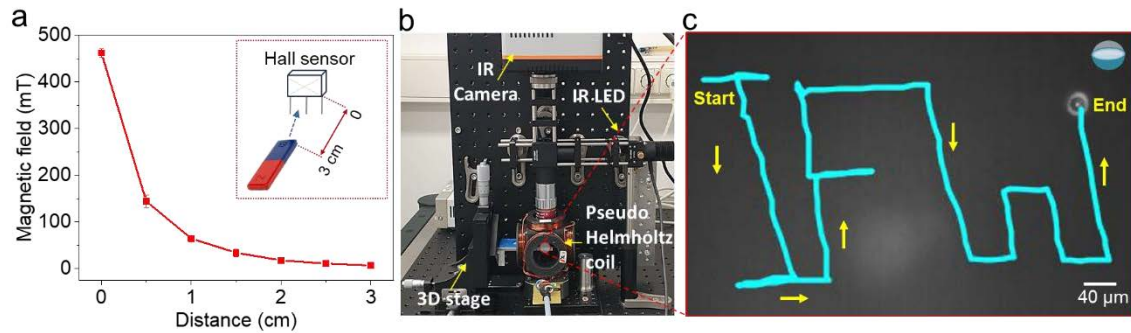 a
Magnetic field (mT)
500
400
300
200
100
0
0
1
2
3
Distance (cm)
Hall sensor
0
3 cm
b
IR
Camera
IR LED
Pseudo
Helmholtz
coil
3D stage
c
Start
End
40 µm